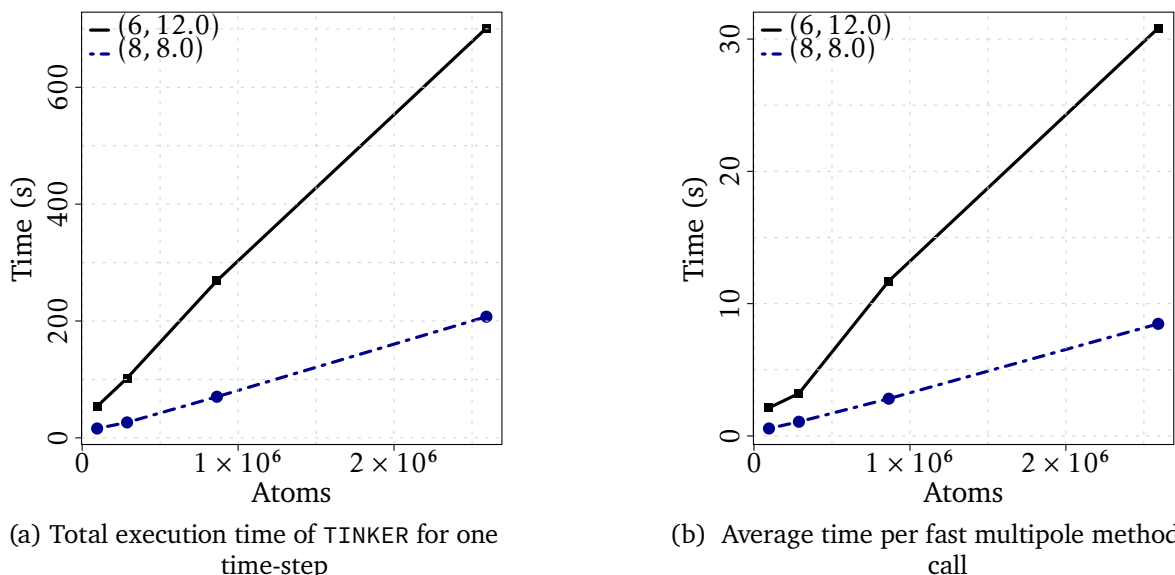 (6, 12.0)
(8, 8.0)
600
400
200
0
Time (s)
0
1 × 10⁶
2 × 10⁶
Atoms
(a) Total execution time of TINKER for one
time-step
(6, 12.0)
(8, 8.0)
30
20
10
0
Time (s)
0
1 × 10⁶
2 × 10⁶
Atoms
(b) Average time per fast multipole method
call